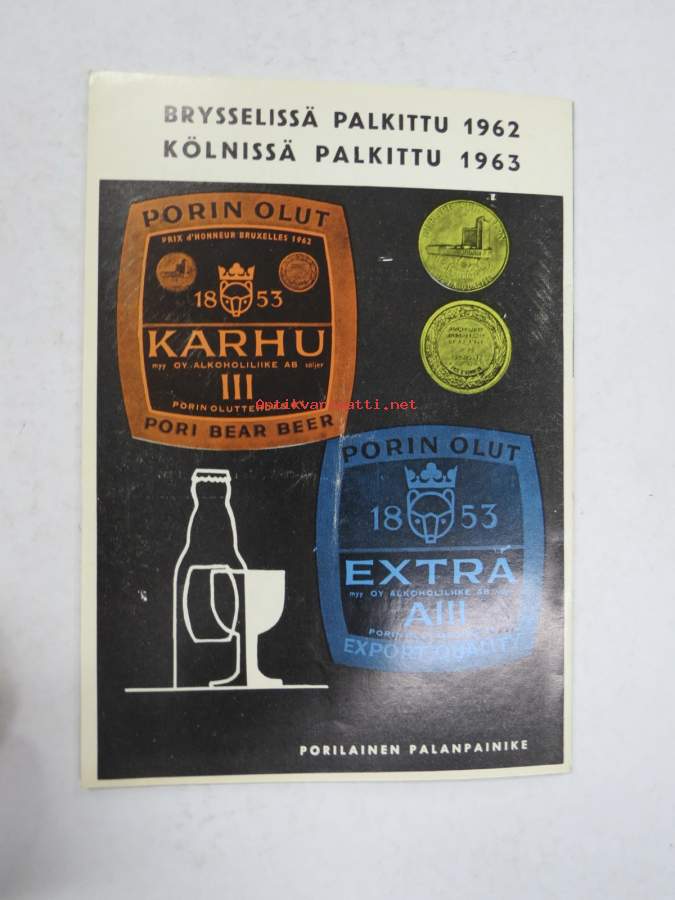 BRYSSELISSÄ PALKITTU 1962
KÖLNISSÄ PALKITTU 1963
PORIN OLUT
PRIX d'HONNEUR BRUXELLES 1962
18 53
KARHU
myy OY. ALKOHOLILIIKE AB säljer
III
PORIN OLUTTE
Antikvariaatti.net
PORI BEAR BEER
PORIN OLUT
18 53
EXTRA
myy OY ALKOHOLILIIKE AB
AIII
EXPORT QUALITY
PORILAINEN PALANPAINIKE